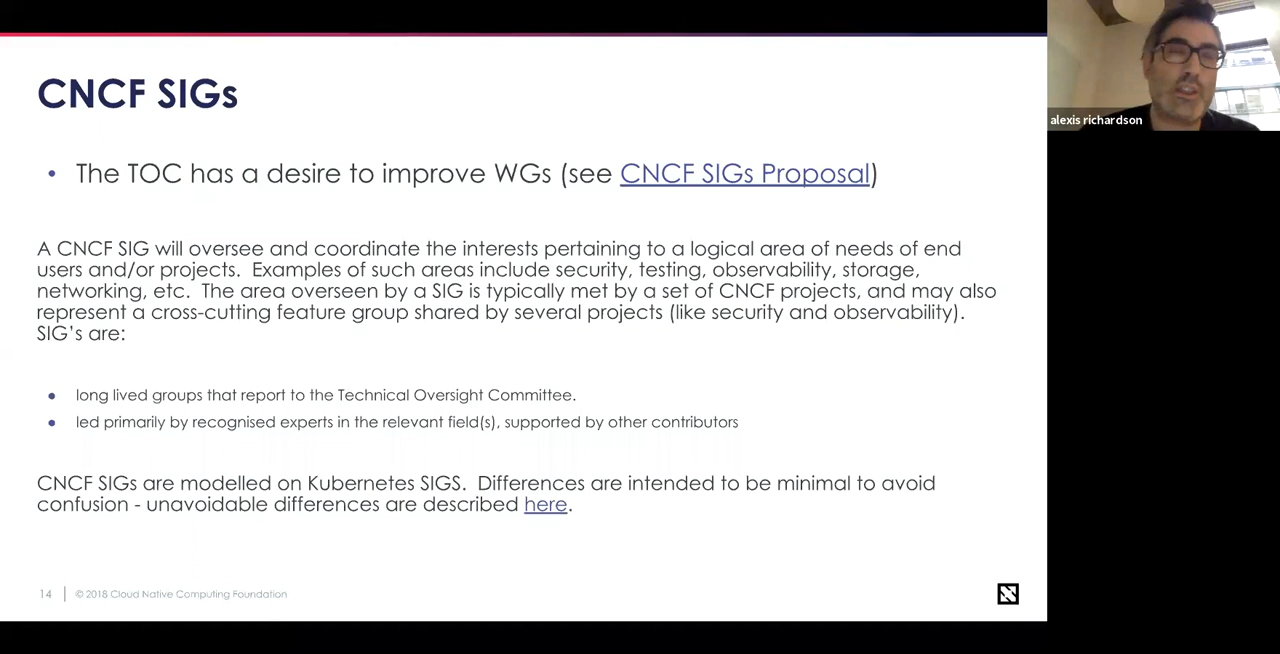 CNCF SIGs
• The TOC has a desire to improve WGs (see CNCF SIGs Proposal)
A CNCF SIG will oversee and coordinate the interests pertaining to a logical area of needs of end
users and/or projects.  Examples of such areas include security, testing, observability, storage,
networking, etc.  The area overseen by a SIG is typically met by a set of CNCF projects, and may also
represent a cross-cutting feature group shared by several projects (like security and observability).
SIG’s are:
● long lived groups that report to the Technical Oversight Committee.
● led primarily by recognised experts in the relevant field(s), supported by other contributors
CNCF SIGs are modelled on Kubernetes SIGS.  Differences are intended to be minimal to avoid
confusion - unavoidable differences are described here.
14 | © 2018 Cloud Native Computing Foundation
alexis richardson